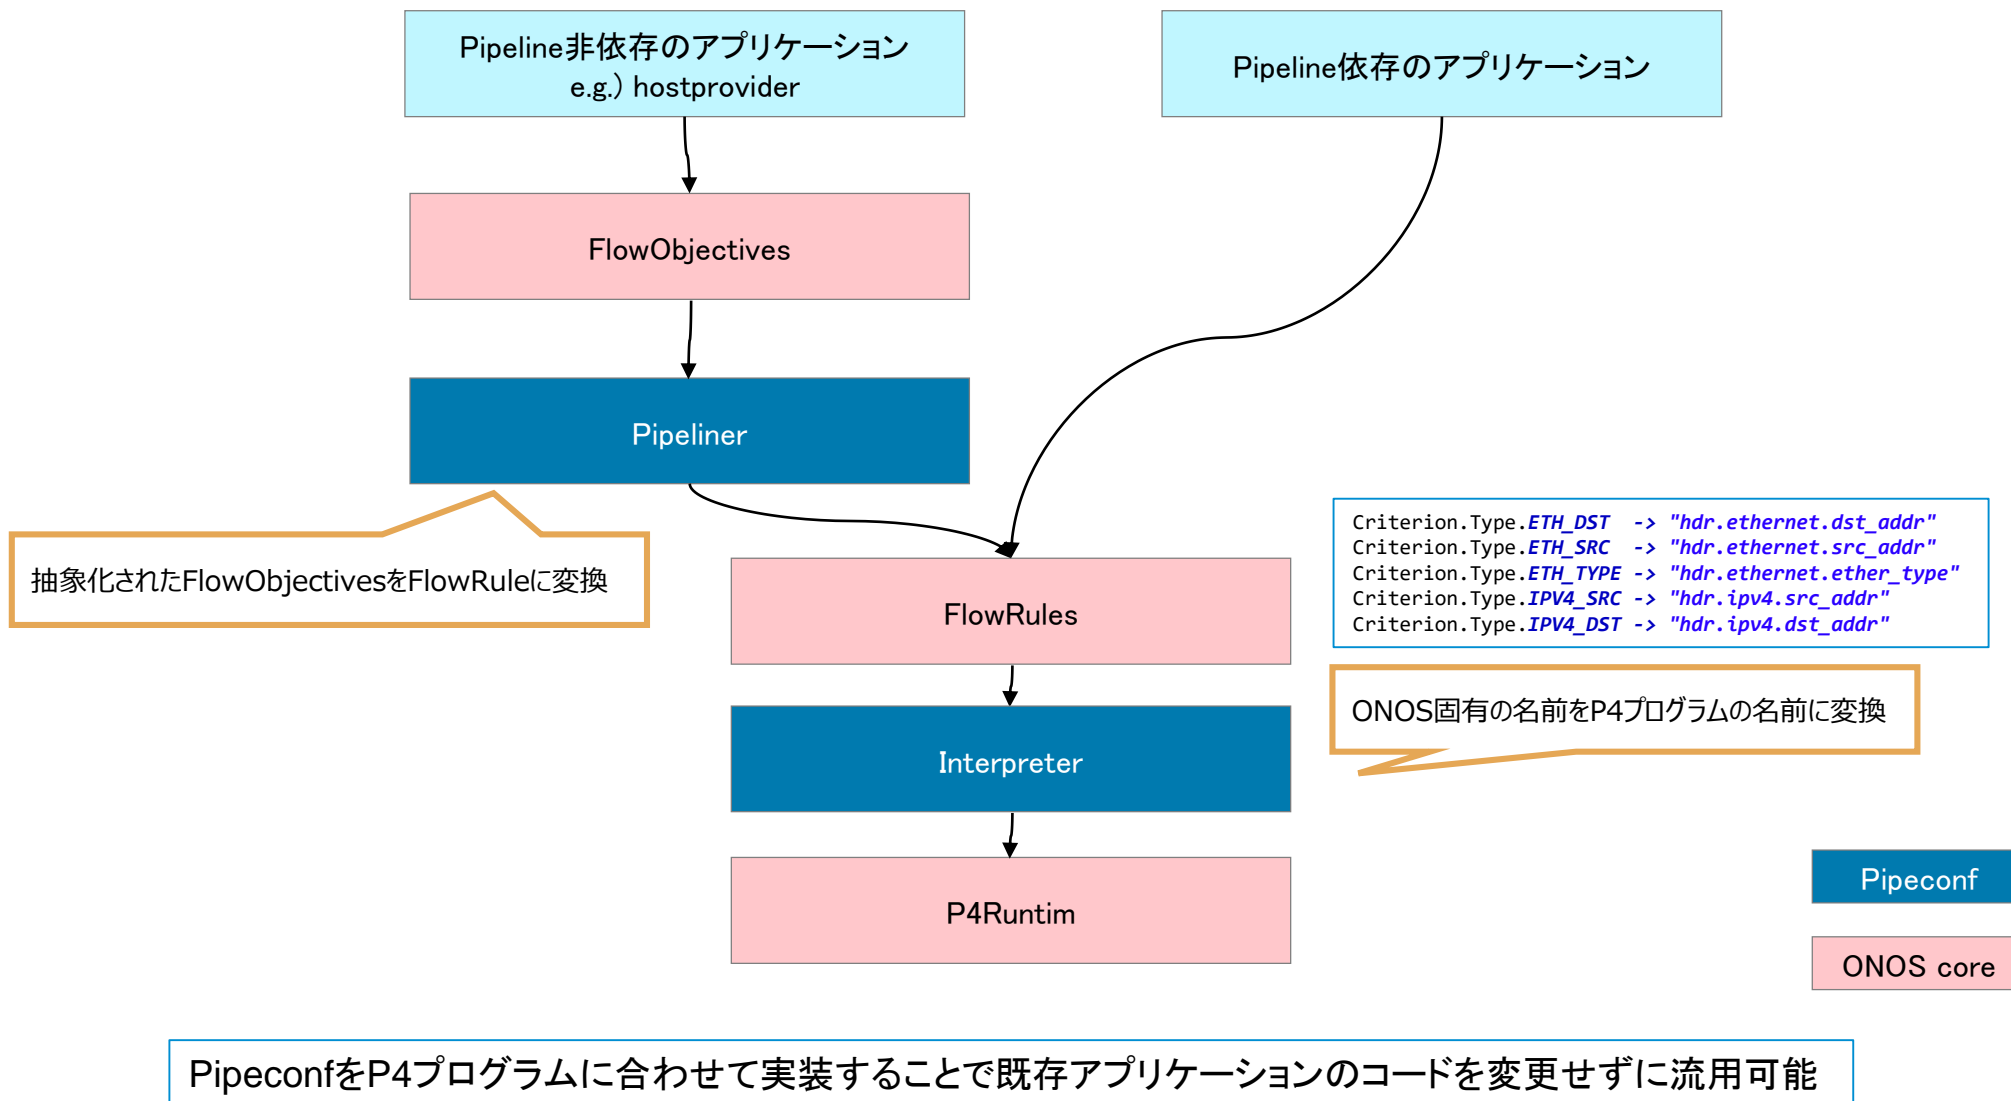 Pipeline非依存のアプリケーション
e.g.) hostprovider
Pipeline依存のアプリケーション
FlowObjectives
Pipeliner
抽象化されたFlowObjectivesをFlowRuleに変換
Criterion.Type.ETH_DST -> "hdr.ethernet.dst_addr"
Criterion.Type.ETH_SRC -> "hdr.ethernet.src_addr"
Criterion.Type.ETH_TYPE -> "hdr.ethernet.ether_type"
Criterion.Type.IPV4_SRC -> "hdr.ipv4.src_addr"
Criterion.Type.IPV4_DST -> "hdr.ipv4.dst_addr"
FlowRules
ONOS固有の名前をP4プログラムの名前に変換
Interpreter
P4Runtim
Pipeconf
ONOS core
PipeconfをP4プログラムに合わせて実装することで既存アプリケーションのコードを変更せずに流用可能